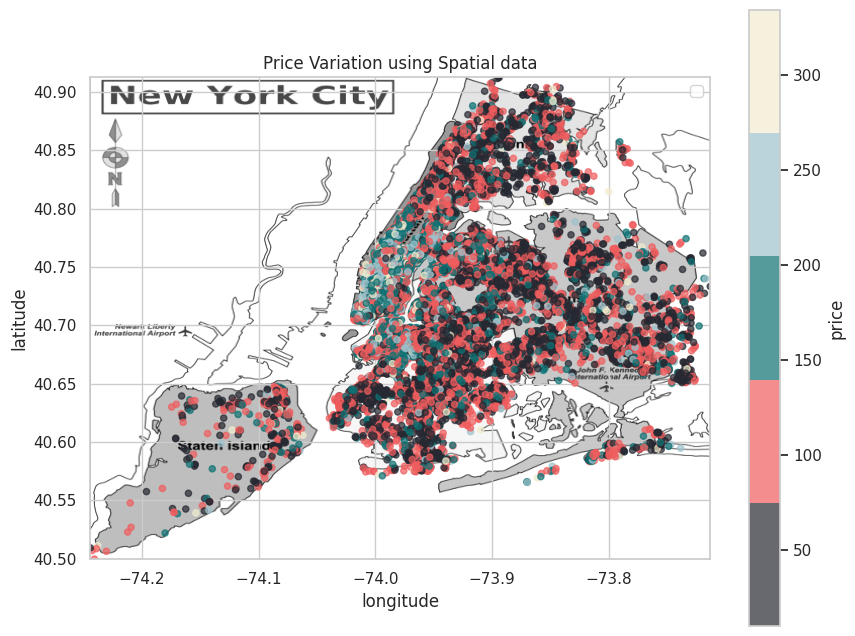 Price Variation using Spatial data
New York City
N
Newark Liberty
International Airport
Staten Island
John F. Kennedy
International Airport
40.90
40.85
40.80
40.75
40.70
40.65
40.60
40.55
40.50
latitude
−74.2
−74.1
−74.0
−73.9
−73.8
longitude
300
250
200
150
100
50
price